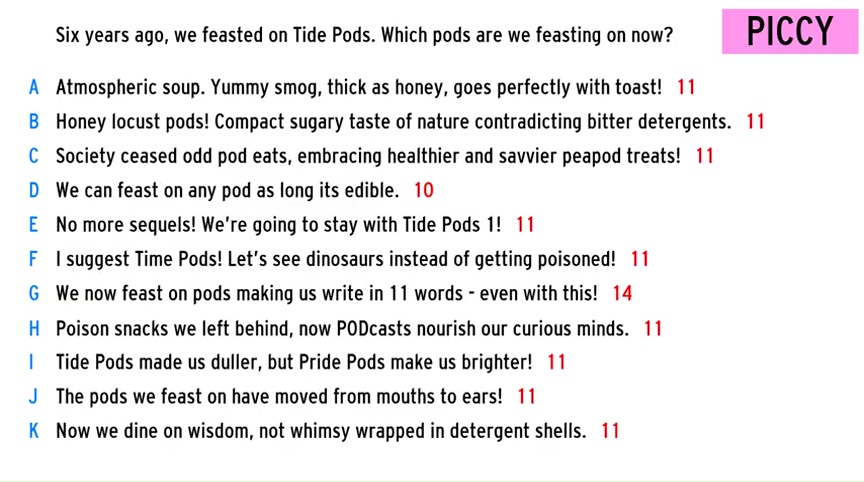 Six years ago, we feasted on Tide Pods. Which pods are we feasting on now?
PICCY
A Atmospheric soup. Yummy smog, thick as honey, goes perfectly with toast! 11
B Honey locust pods! Compact sugary taste of nature contradicting bitter detergents. 11
C Society ceased odd pod eats, embracing healthier and savvier peapod treats! 11
D We can feast on any pod as long its edible. 10
E No more sequels! We're going to stay with Tide Pods 1! 11
F I suggest Time Pods! Let's see dinosaurs instead of getting poisoned! 11
G We now feast on pods making us write in 11 words - even with this! 14
H Poison snacks we left behind, now PODcasts nourish our curious minds. 11
I Tide Pods made us duller, but Pride Pods make us brighter! 11
J The pods we feast on have moved from mouths to ears! 11
K Now we dine on wisdom, not whimsy wrapped in detergent shells. 11